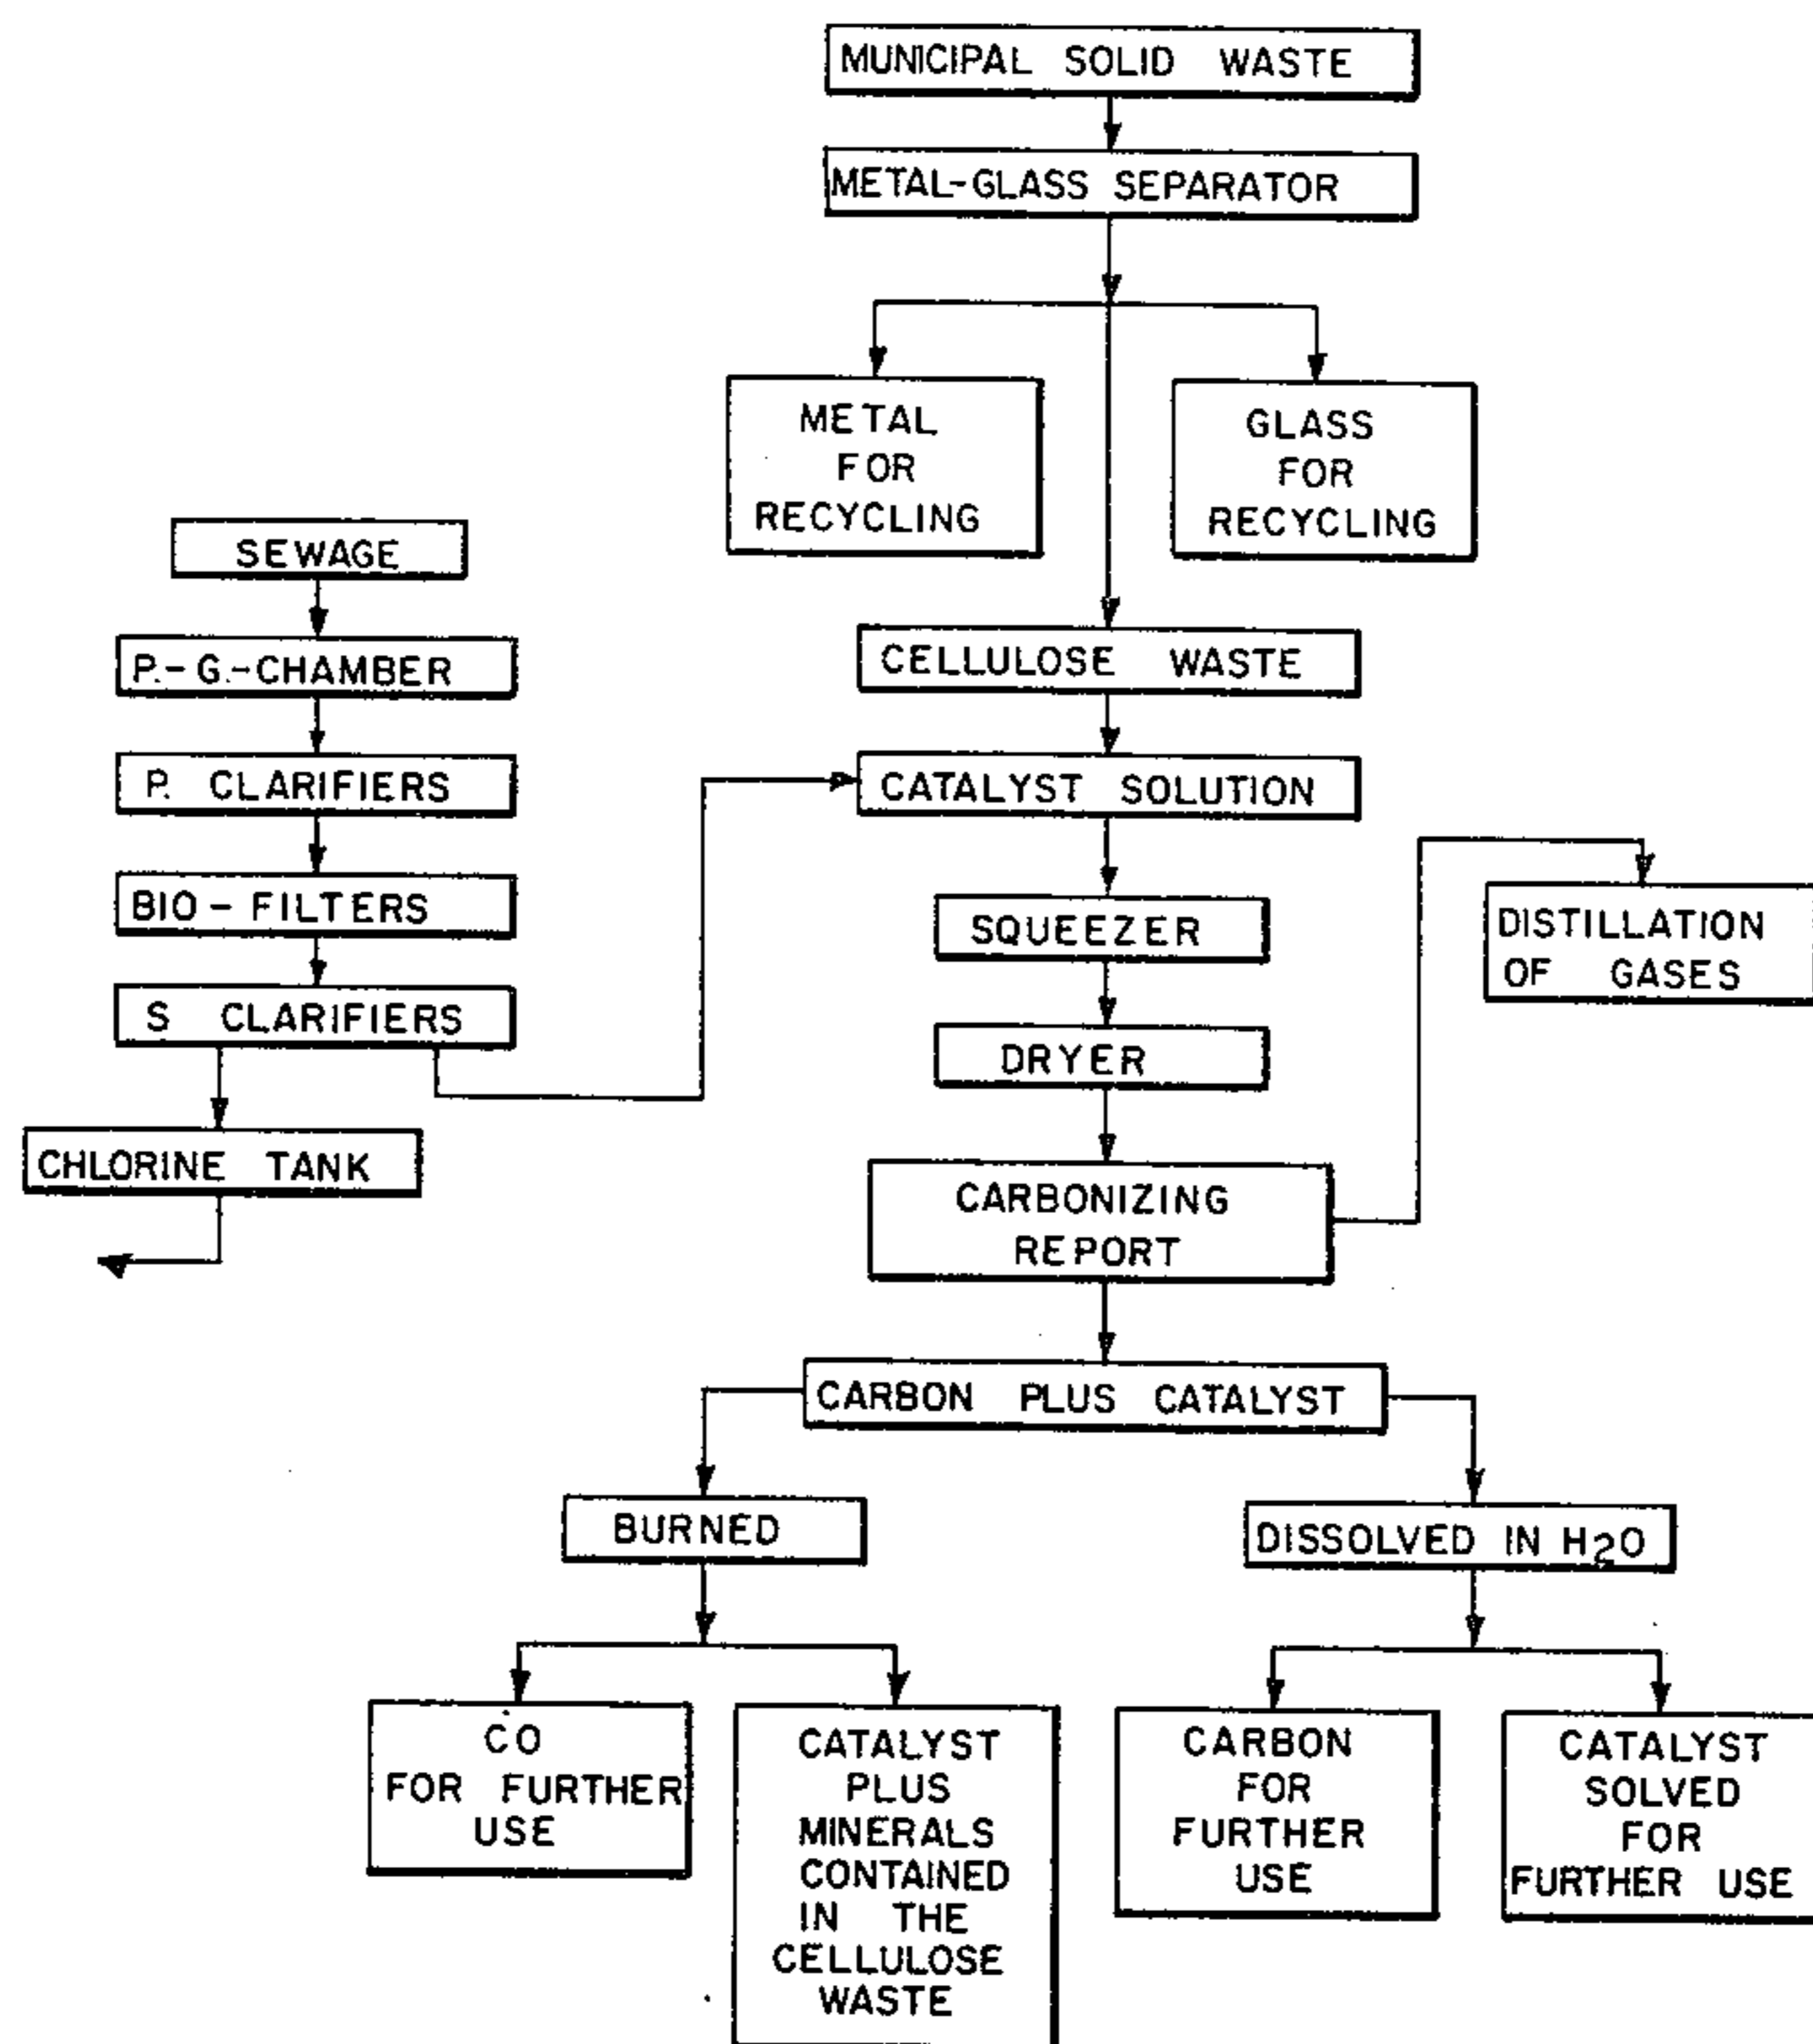 MUNICIPAL SOLID WASTE
METAL-GLASS SEPARATOR
METAL
FOR
RECYCLING
GLASS
FOR
RECYCLING
SEWAGE
P.-G.-CHAMBER
P. CLARIFIERS
BIO-FILTERS
S CLARIFIERS
CHLORINE TANK
CELLULOSE WASTE
CATALYST SOLUTION
SQUEEZER
DRYER
DISTILLATION
OF GASES
CARBONIZING
REPORT
CARBON PLUS CATALYST
BURNED
DISSOLVED IN H2O
CO
FOR FURTHER
USE
CATALYST
PLUS
MINERALS
CONTAINED
IN THE
CELLULOSE
WASTE
CARBON
FOR
FURTHER
USE
CATALYST
SOLVED
FOR
FURTHER USE